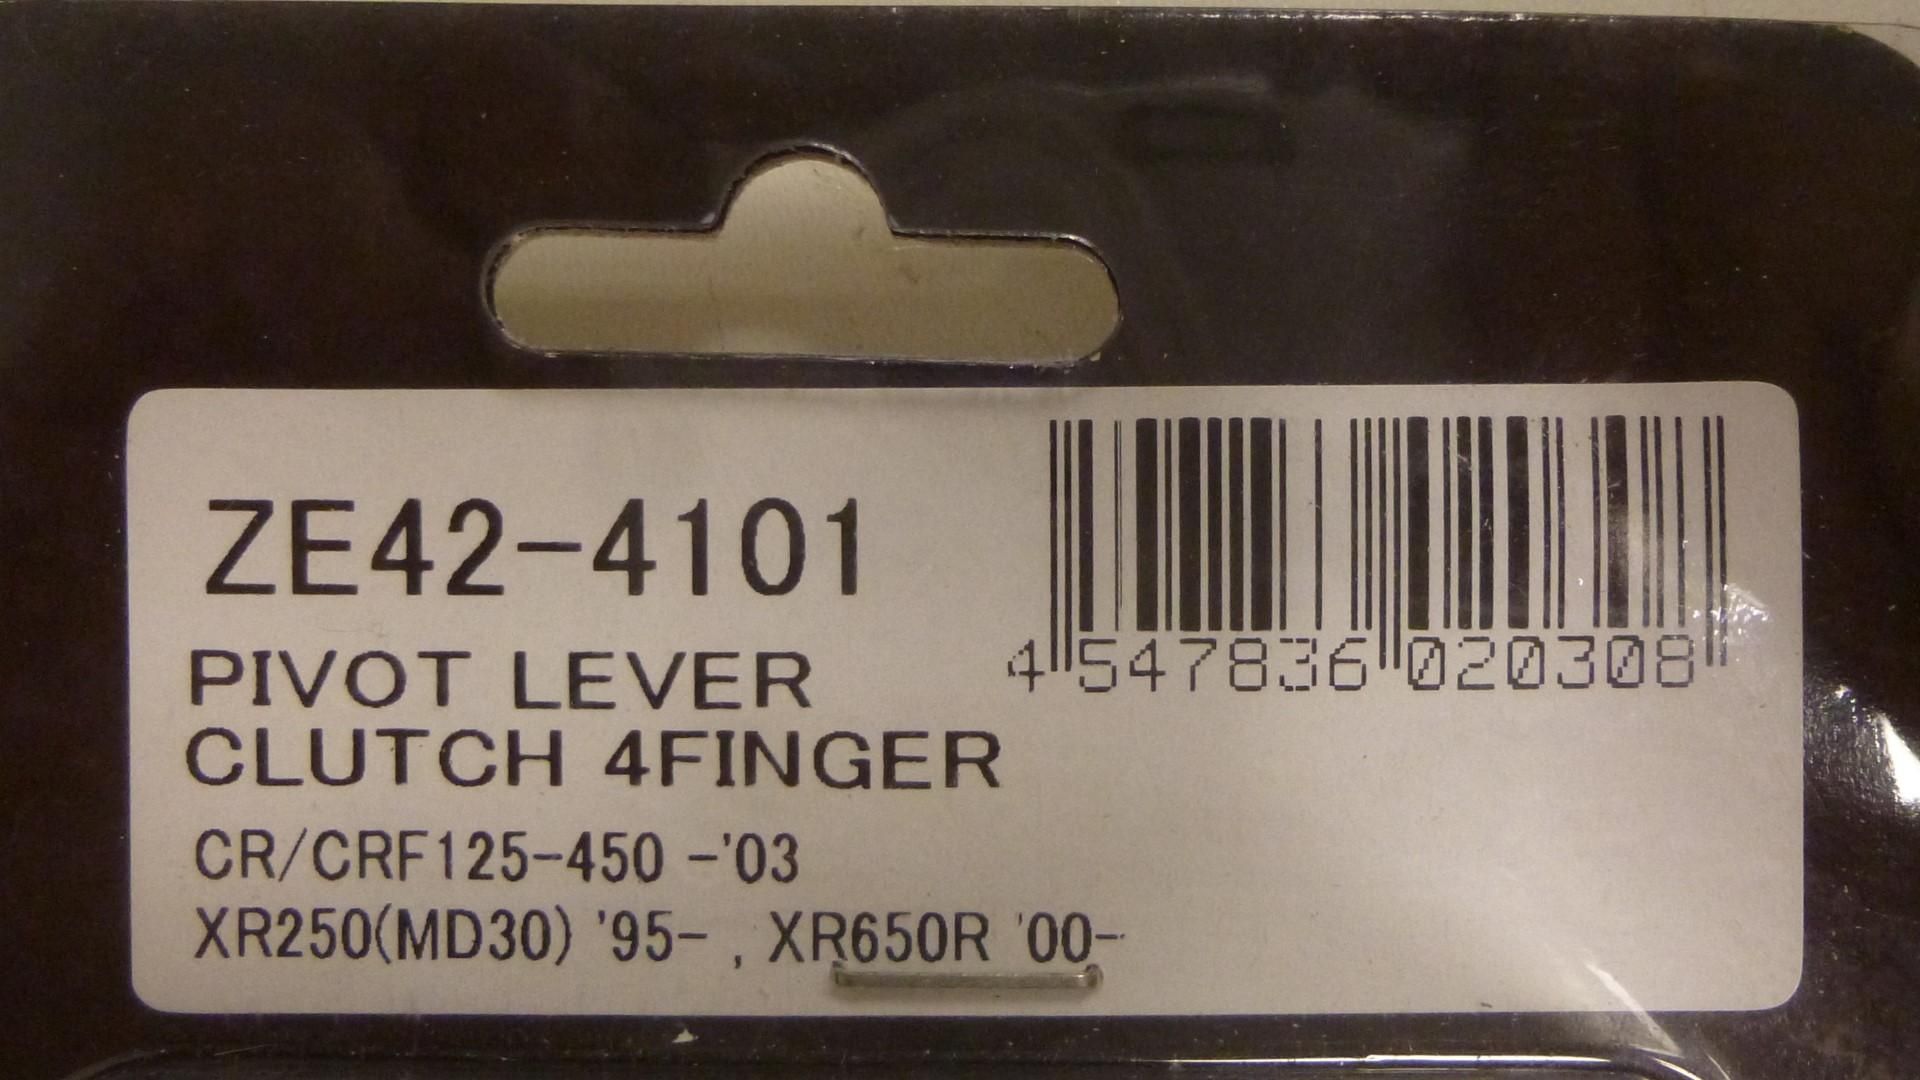 ZE42-4101
PIVOT LEVER
CLUTCH 4FINGER
CR/CRF125-450 -'03
XR250(MD30) '95- , XR650R '00-
4 547836 020308